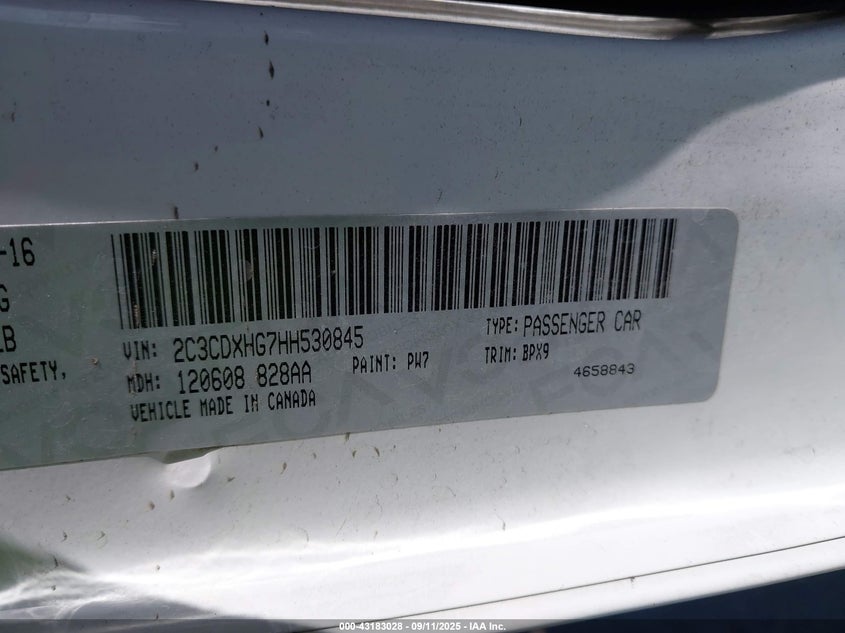 -16
G
LB
SAFETY,
VIN: 2C3CDXHG7HH530845
TYPE: PASSENGER CAR
MDH: 120608 828AA
PAINT: PW7
TRIM: BPX9
VEHICLE MADE IN CANADA
4658843
000-43183028 - 09/11/2025 - IAA Inc.